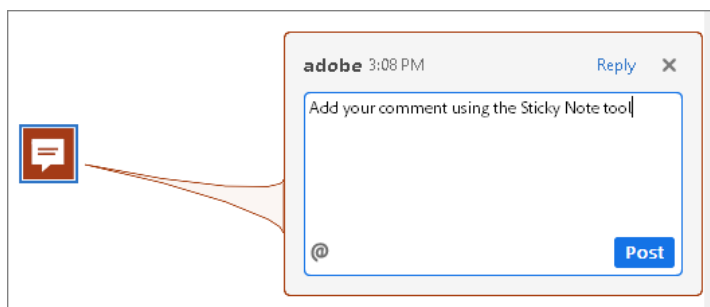 adobe 3:08 PM Reply
Add your comment using the Sticky Note tool
@ Post